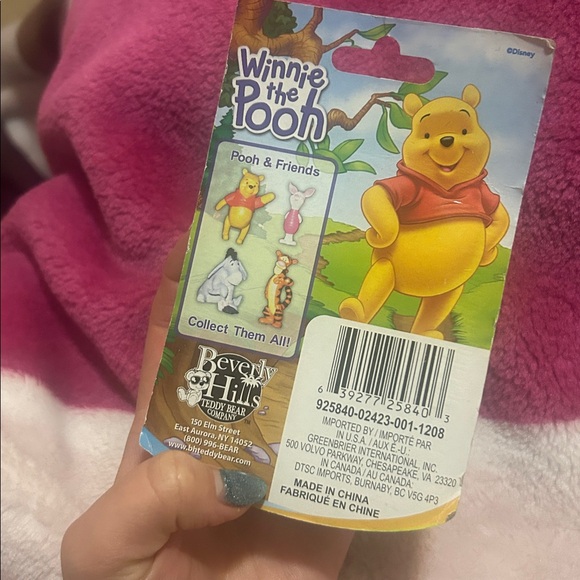 ©Disney
Winnie
the
Pooh
Pooh & Friends
Collect Them All!
Beverly
Hills
TEDDY BEAR
COMPANY™
150 Elm Street
East Aurora, NY 14052
(800) 996-BEAR
www.bhteddybear.com
6 39277 25840 3
925840-02423-001-1208
IMPORTED BY / IMPORTÉ PAR
IN U.S.A / AUX É.-U.:
GREENBRIER INTERNATIONAL, INC.
500 VOLVO PARKWAY, CHESAPEAKE, VA 23320
IN CANADA / AU CANADA:
DTSC IMPORTS, BURNABY, BC V5G 4P3
MADE IN CHINA
FABRIQUÉ EN CHINE